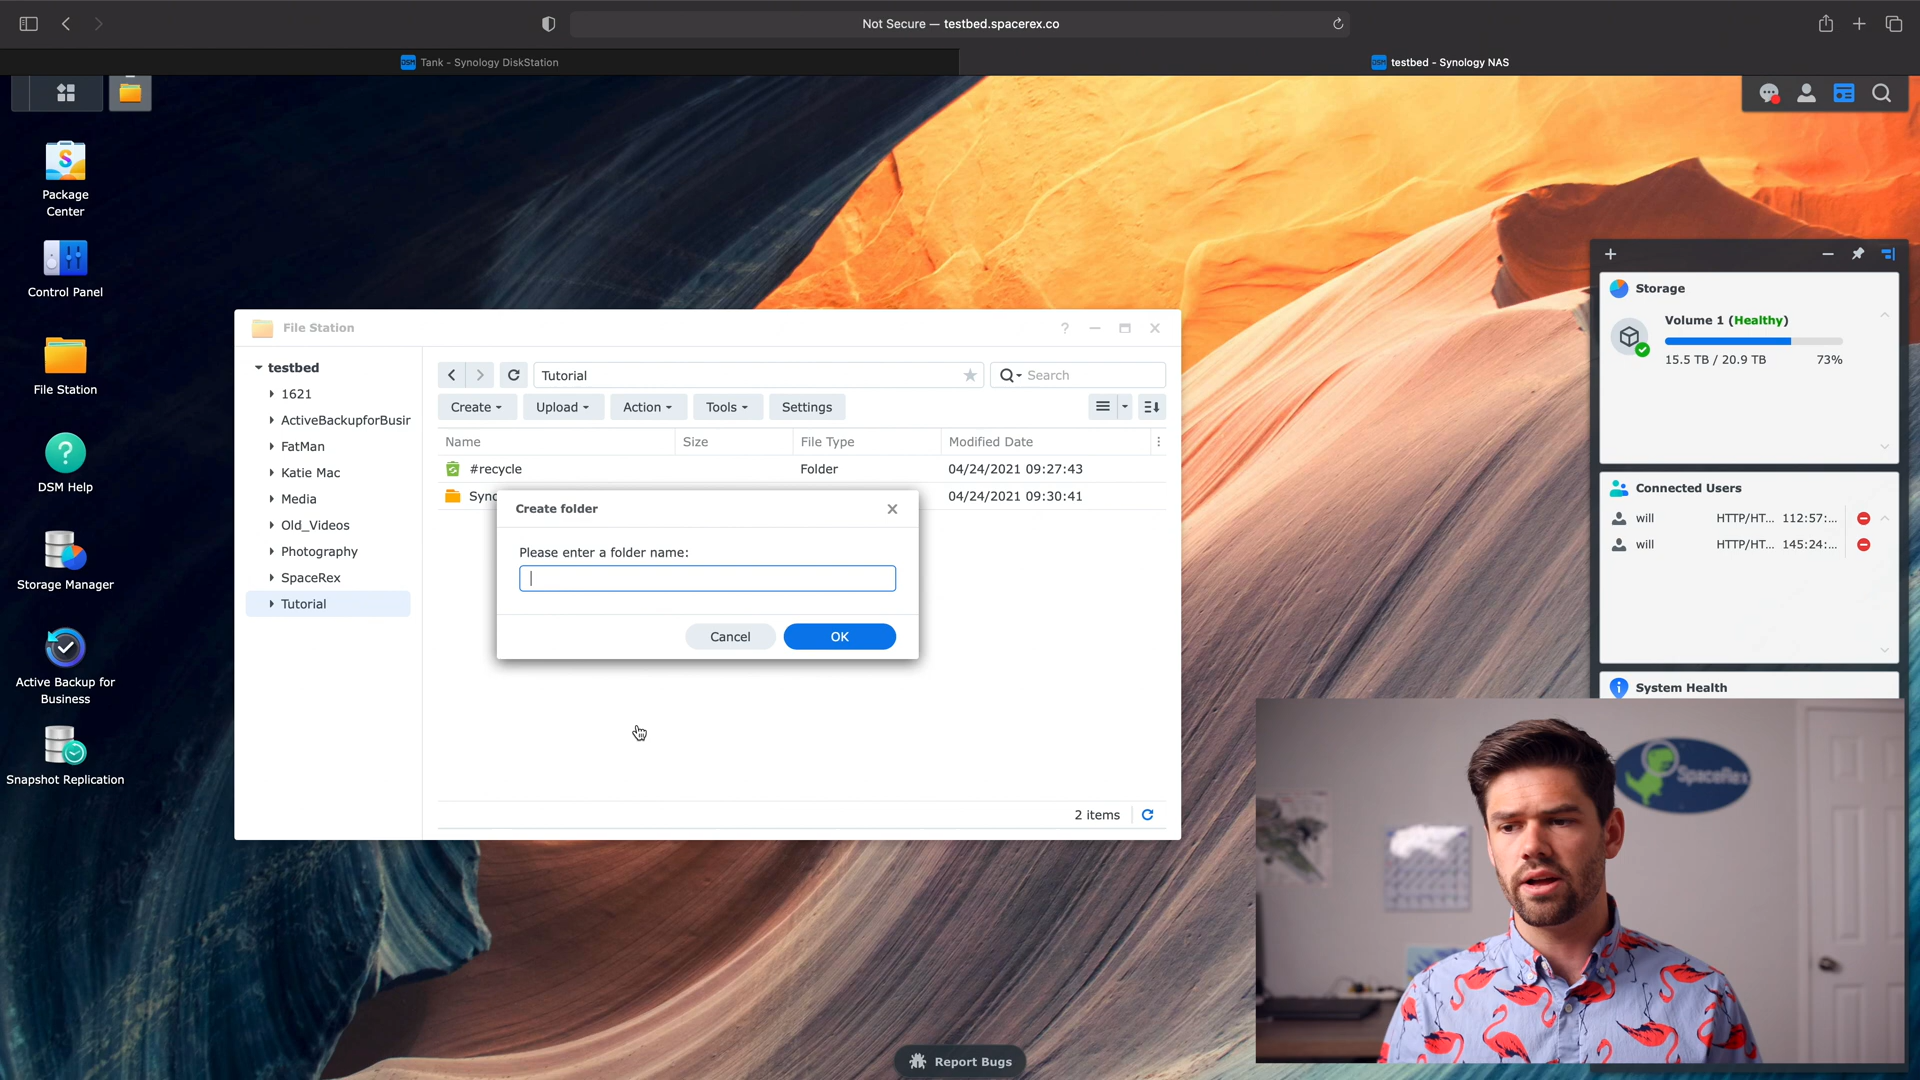 Not Secure — testbed.spacerex.co
Tank - Synology DiskStation
testbed - Synology NAS
Package
Center
Control Panel
File Station
DSM Help
Storage Manager
Active Backup for
Business
Snapshot Replication
File Station
testbed
1621
ActiveBackupforBusir
FatMan
Katie Mac
Media
Old_Videos
Photography
SpaceRex
Tutorial
Tutorial
Search
Create
Upload
Action
Tools
Settings
Name Size File Type Modified Date
#recycle Folder 04/24/2021 09:27:43
Sync 04/24/2021 09:30:41
Create folder
Please enter a folder name:
Cancel
OK
2 items
Storage
Volume 1 (Healthy)
15.5 TB / 20.9 TB 73%
Connected Users
will HTTP/HT... 112:57:...
will HTTP/HT... 145:24:...
System Health
SpaceRex
Report Bugs